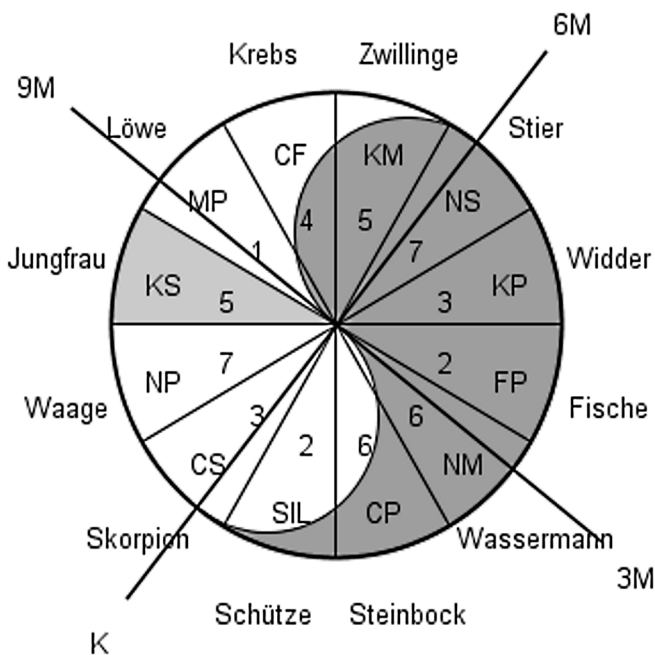 6M
Krebs
Zwillinge
9M
Löwe
Stier
CF
KM
MP
NS
4
5
1
7
Jungfrau
Widder
KS
5
3
KP
NP
7
2
FP
Waage
Fische
3
6
CS
2
6
NM
SIL
CP
Skorpion
Wassermann
3M
Schütze
Steinbock
K